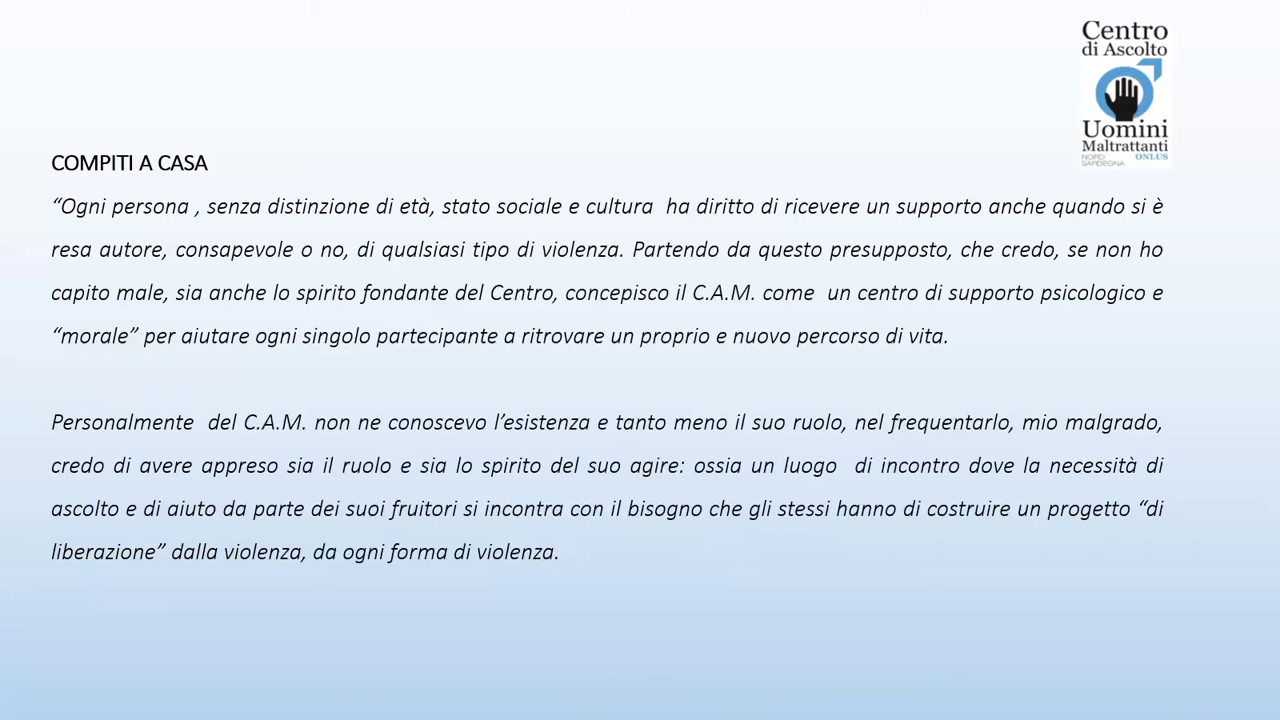 Centro
di Ascolto
Uomini
Maltrattanti
ONLUS
NORD
SARDEGNA
COMPITI A CASA
“Ogni persona , senza distinzione di età, stato sociale e cultura  ha diritto di ricevere un supporto anche quando si è
resa autore, consapevole o no, di qualsiasi tipo di violenza. Partendo da questo presupposto, che credo, se non ho
capito male, sia anche lo spirito fondante del Centro, concepisco il C.A.M. come  un centro di supporto psicologico e
“morale” per aiutare ogni singolo partecipante a ritrovare un proprio e nuovo percorso di vita.
Personalmente  del C.A.M. non ne conoscevo l’esistenza e tanto meno il suo ruolo, nel frequentarlo, mio malgrado,
credo di avere appreso sia il ruolo e sia lo spirito del suo agire: ossia un luogo  di incontro dove la necessità di
ascolto e di aiuto da parte dei suoi fruitori si incontra con il bisogno che gli stessi hanno di costruire un progetto “di
liberazione” dalla violenza, da ogni forma di violenza.